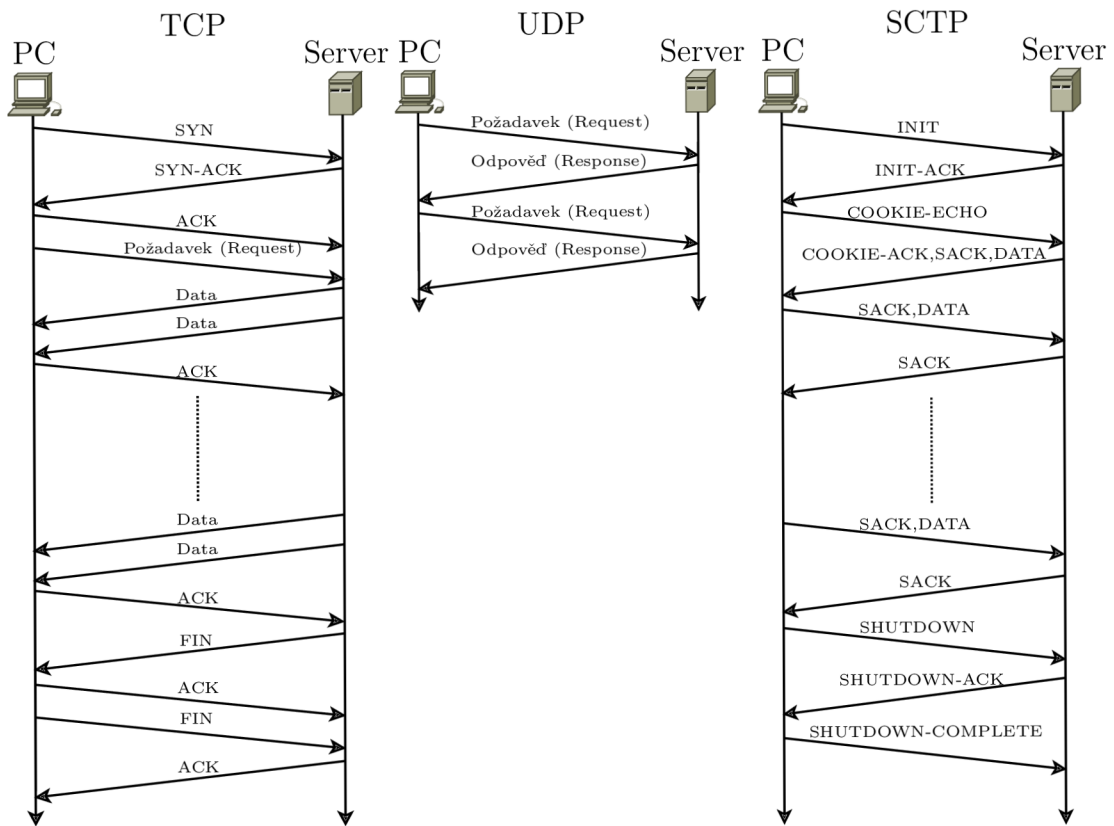 TCP
PC
Server
SYN
SYN-ACK
ACK
Požadavek (Request)
Data
Data
ACK
Data
Data
ACK
FIN
ACK
FIN
ACK
UDP
PC
Server
Požadavek (Request)
Odpověď (Response)
Požadavek (Request)
Odpověď (Response)
SCTP
PC
Server
INIT
INIT-ACK
COOKIE-ECHO
COOKIE-ACK,SACK,DATA
SACK,DATA
SACK
SACK,DATA
SACK
SHUTDOWN
SHUTDOWN-ACK
SHUTDOWN-COMPLETE